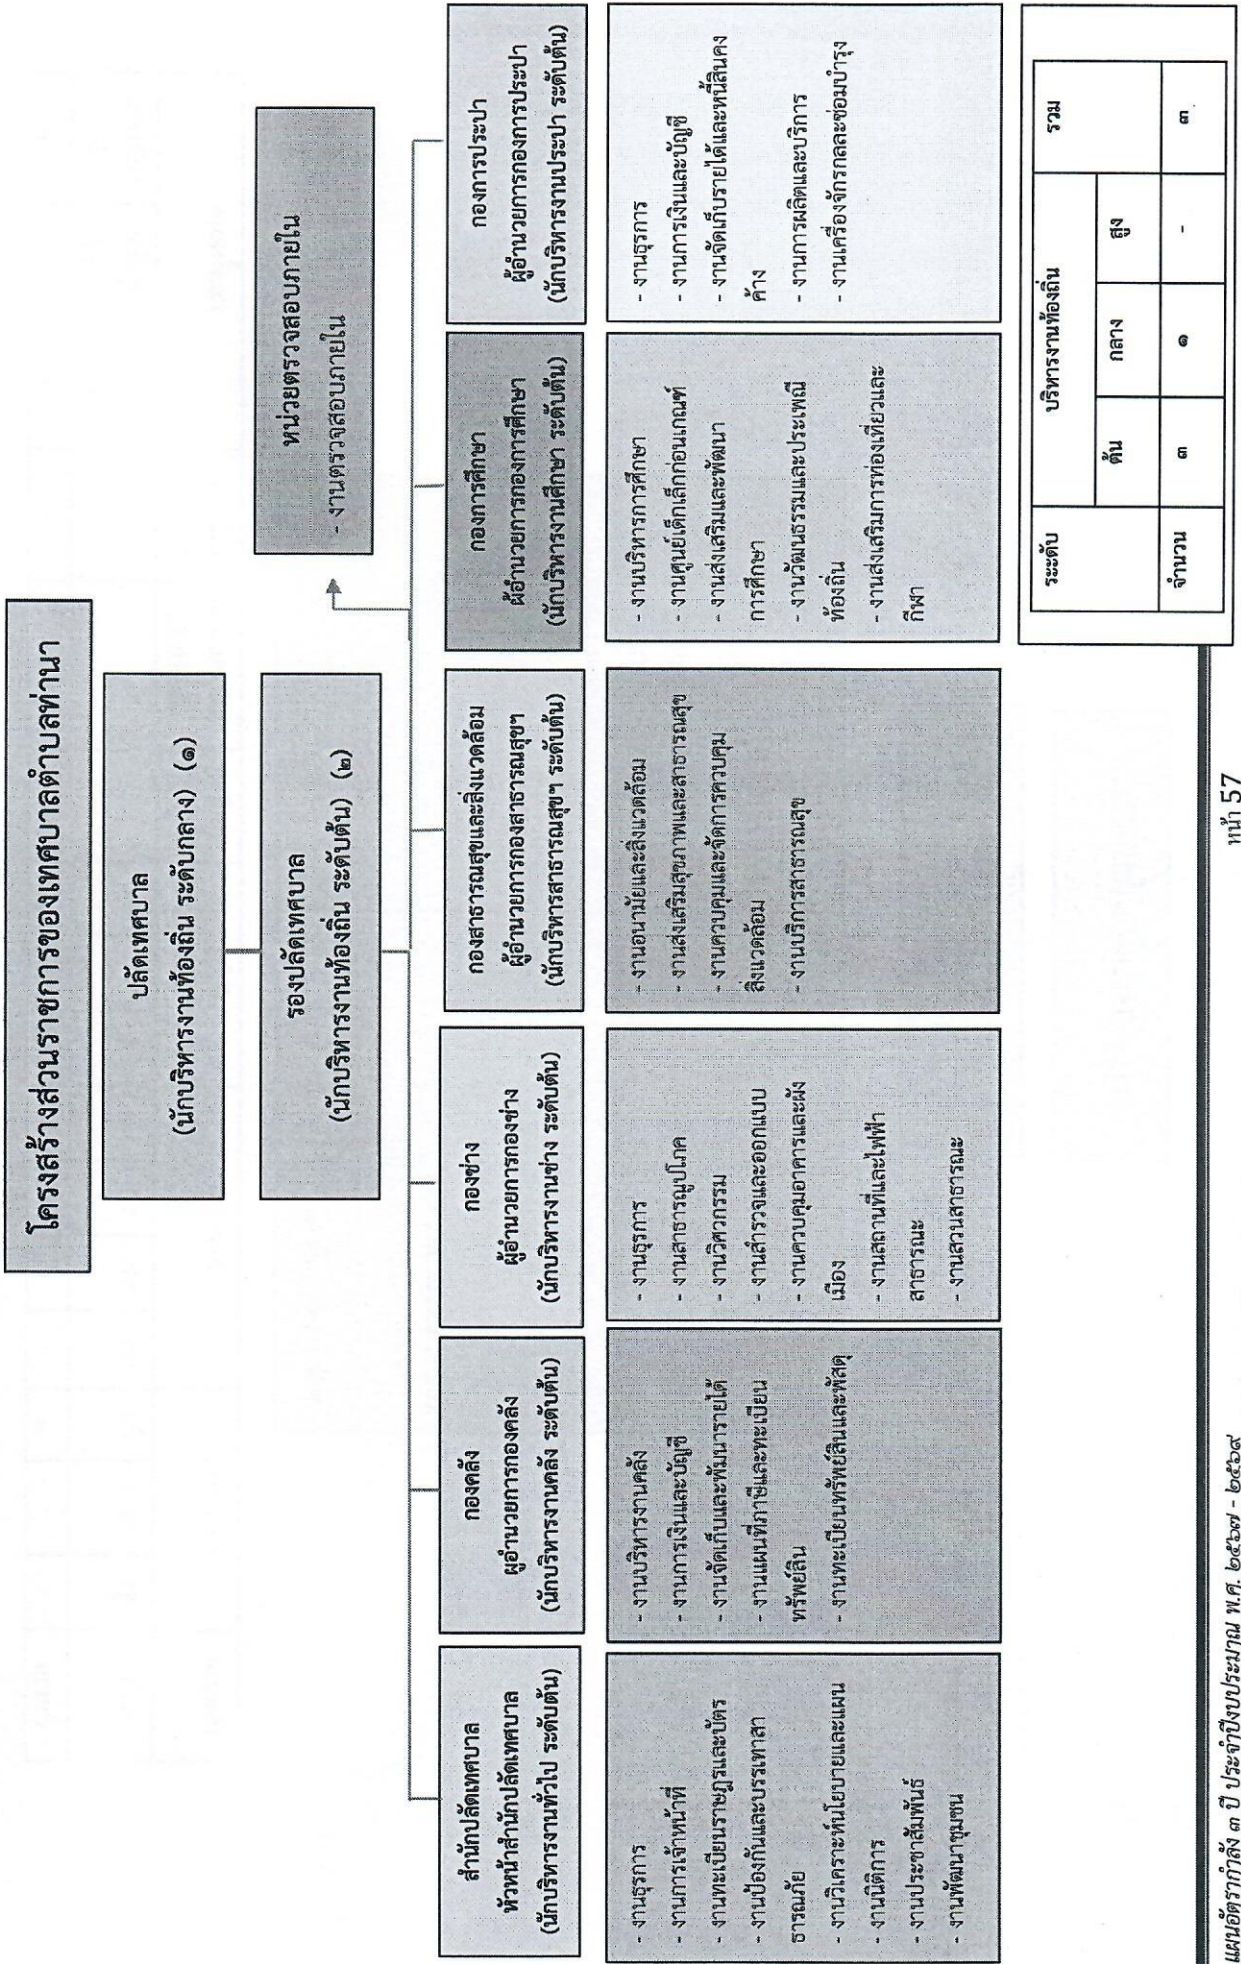 โครงสร้างส่วนราชการของเทศบาลตำบลท่านา
ปลัดเทศบาล
(นักบริหารงานท้องถิ่น ระดับกลาง) (๑)
รองปลัดเทศบาล
(นักบริหารงานท้องถิ่น ระดับต้น) (๒)
หน่วยตรวจสอบภายใน
- งานตรวจสอบภายใน
สำนักปลัดเทศบาล
หัวหน้าสำนักปลัดเทศบาล
(นักบริหารงานทั่วไป ระดับต้น)
- งานธุรการ
- งานการเจ้าหน้าที่
- งานทะเบียนราษฎรและบัตร
- งานป้องกันและบรรเทาสา
ธารณภัย
- งานวิเคราะห์นโยบายและแผน
- งานนิติการ
- งานประชาสัมพันธ์
- งานพัฒนาชุมชน
กองคลัง
ผู้อำนวยการกองคลัง
(นักบริหารงานคลัง ระดับต้น)
- งานบริหารงานคลัง
- งานการเงินและบัญชี
- งานจัดเก็บและพัฒนารายได้
- งานแผนที่ภาษีและทะเบียน
ทรัพย์สิน
- งานทะเบียนทรัพย์สินและพัสดุ
กองช่าง
ผู้อำนวยการกองช่าง
(นักบริหารงานช่าง ระดับต้น)
- งานธุรการ
- งานสาธารณูปโภค
- งานวิศวกรรม
- งานสำรวจและออกแบบ
- งานควบคุมอาคารและผัง
เมือง
- งานสถานที่และไฟฟ้า
สาธารณะ
- งานสวนสาธารณะ
กองสาธารณสุขและสิ่งแวดล้อม
ผู้อำนวยการกองสาธารณสุขฯ
(นักบริหารสาธารณสุขฯ ระดับต้น)
- งานอนามัยและสิ่งแวดล้อม
- งานส่งเสริมสุขภาพและสาธารณสุข
- งานควบคุมและจัดการควบคุม
สิ่งแวดล้อม
- งานบริการสาธารณสุข
กองการศึกษา
ผู้อำนวยการกองการศึกษา
(นักบริหารงานศึกษา ระดับต้น)
- งานบริหารการศึกษา
- งานศูนย์เด็กเล็กก่อนเกณฑ์
- งานส่งเสริมและพัฒนา
การศึกษา
- งานวัฒนธรรมและประเพณี
ท้องถิ่น
- งานส่งเสริมการท่องเที่ยวและ
กีฬา
กองการประปา
ผู้อำนวยการกองการประปา
(นักบริหารงานประปา ระดับต้น)
- งานธุรการ
- งานการเงินและบัญชี
- งานจัดเก็บรายได้และหนี้สินคง
ค้าง
- งานการผลิตและบริการ
- งานเครื่องจักรกลละซ่อมบำรุง
ระดับ บริหารงานท้องถิ่น รวม
ต้น กลาง สูง
จำนวน ๓ ๑ - ๓
แผนอัตรากำลัง ๓ ปี ประจำปีงบประมาณ พ.ศ. ๒๕๖๗ - ๒๕๖๙
หน้า 57